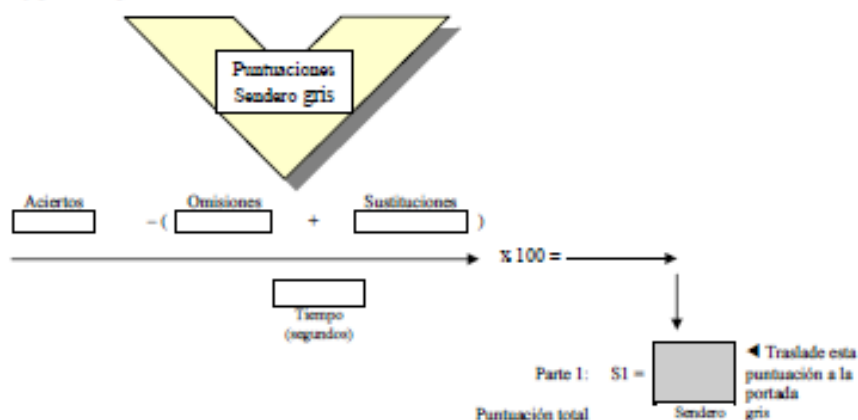 Puntuaciones
Sendero gris
Aciertos Omisiones Sustituciones
– ( + )
x 100 =
Tiempo
(segundos)
Parte 1: S1 =
◄ Traslade esta
puntuación a la
portada
Puntuación total Sendero gris